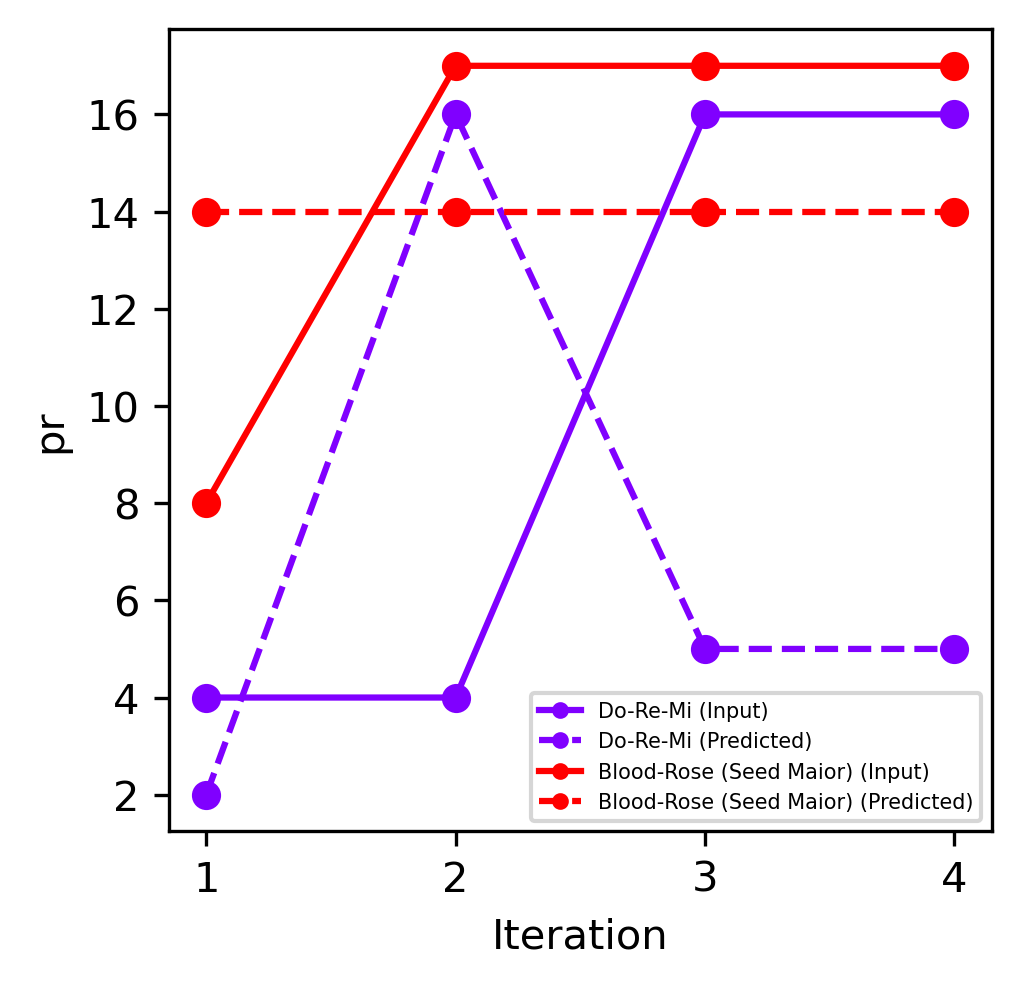 16
14
12
10
8
6
4
2
pr
1 2 3 4
Iteration
Do-Re-Mi (Input)
Do-Re-Mi (Predicted)
Blood-Rose (Seed Maior) (Input)
Blood-Rose (Seed Maior) (Predicted)